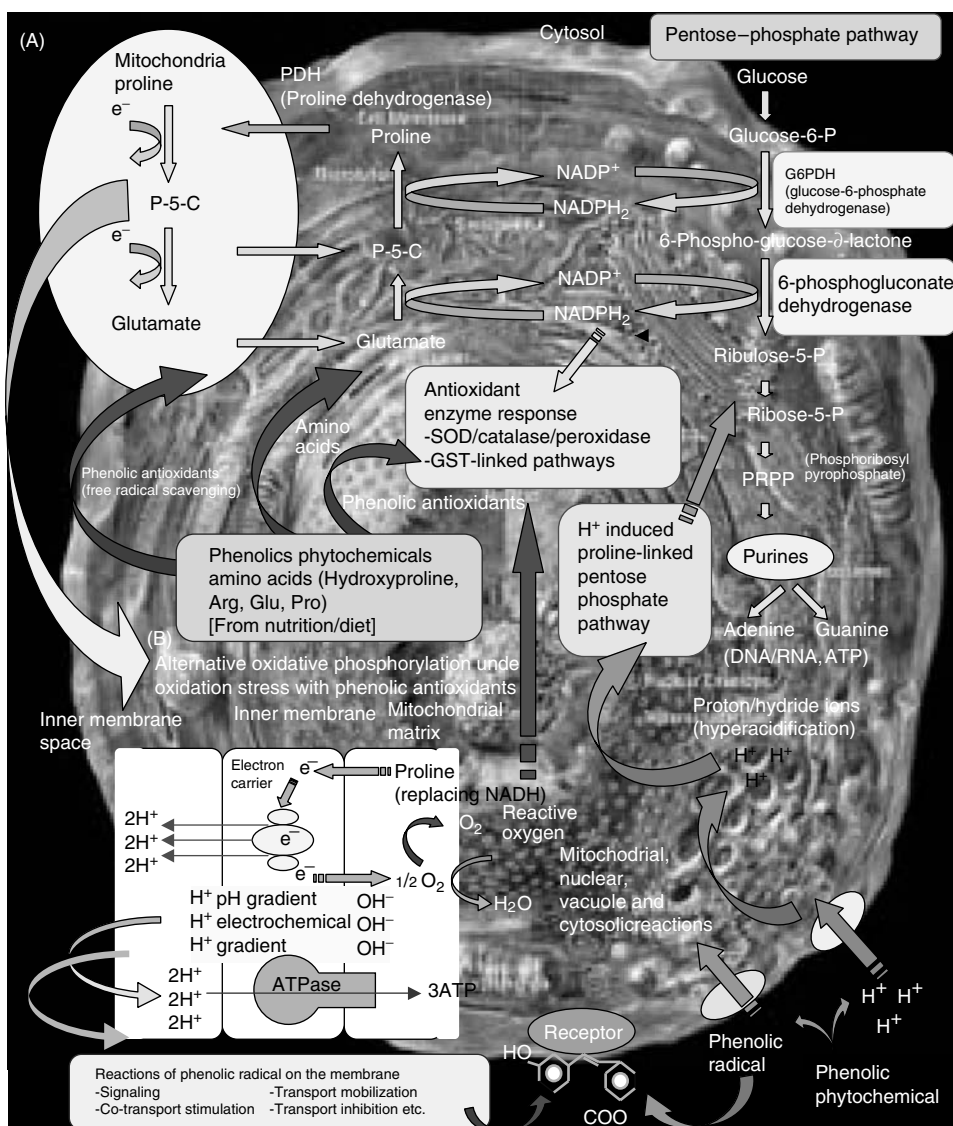 (A)
Cytosol
Pentose–phosphate pathway
Mitochondria
proline
e⁻
P-5-C
e⁻
Glutamate
PDH
(Proline dehydrogenase)
Proline
P-5-C
Glutamate
NADP⁺
NADPH₂
NADP⁺
NADPH₂
Glucose
Glucose-6-P
G6PDH
(glucose-6-phosphate
dehydrogenase)
6-Phospho-glucose-∂-lactone
6-phosphogluconate
dehydrogenase
Ribulose-5-P
Ribose-5-P
PRPP
(Phosphoribosyl
pyrophosphate)
Purines
Adenine
Guanine
(DNA/RNA, ATP)
Antioxidant
enzyme response
-SOD/catalase/peroxidase
-GST-linked pathways
Amino
acids
Phenolic antioxidants
(free radical scavenging)
Phenolic antioxidants
Phenolics phytochemicals
amino acids (Hydroxyproline,
Arg, Glu, Pro)
[From nutrition/diet]
H⁺ induced
proline-linked
pentose
phosphate
pathway
Proton/hydride ions
(hyperacidification)
H⁺ H⁺
H⁺
(B)
Alternative oxidative phosphorylation unde
oxidation stress with phenolic antioxidants
Inner membrane
space
Inner membrane
Mitochondrial
matrix
Electron
carrier
e⁻
Proline
(replacing NADH)
2H⁺
2H⁺
2H⁺
e⁻
e⁻
1/2 O₂
O₂
Reactive
oxygen
H₂O
H⁺ pH gradient
H⁺ electrochemical
H⁺ gradient
OH⁻
OH⁻
OH⁻
2H⁺
2H⁺
2H⁺
ATPase
3ATP
Mitochodrial,
nuclear,
vacuole and
cytosolicreactions
H⁺ H⁺
H⁺
Phenolic
radical
Phenolic
phytochemical
Receptor
HO
COO
Reactions of phenolic radical on the membrane
-Signaling -Transport mobilization
-Co-transport stimulation -Transport inhibition etc.